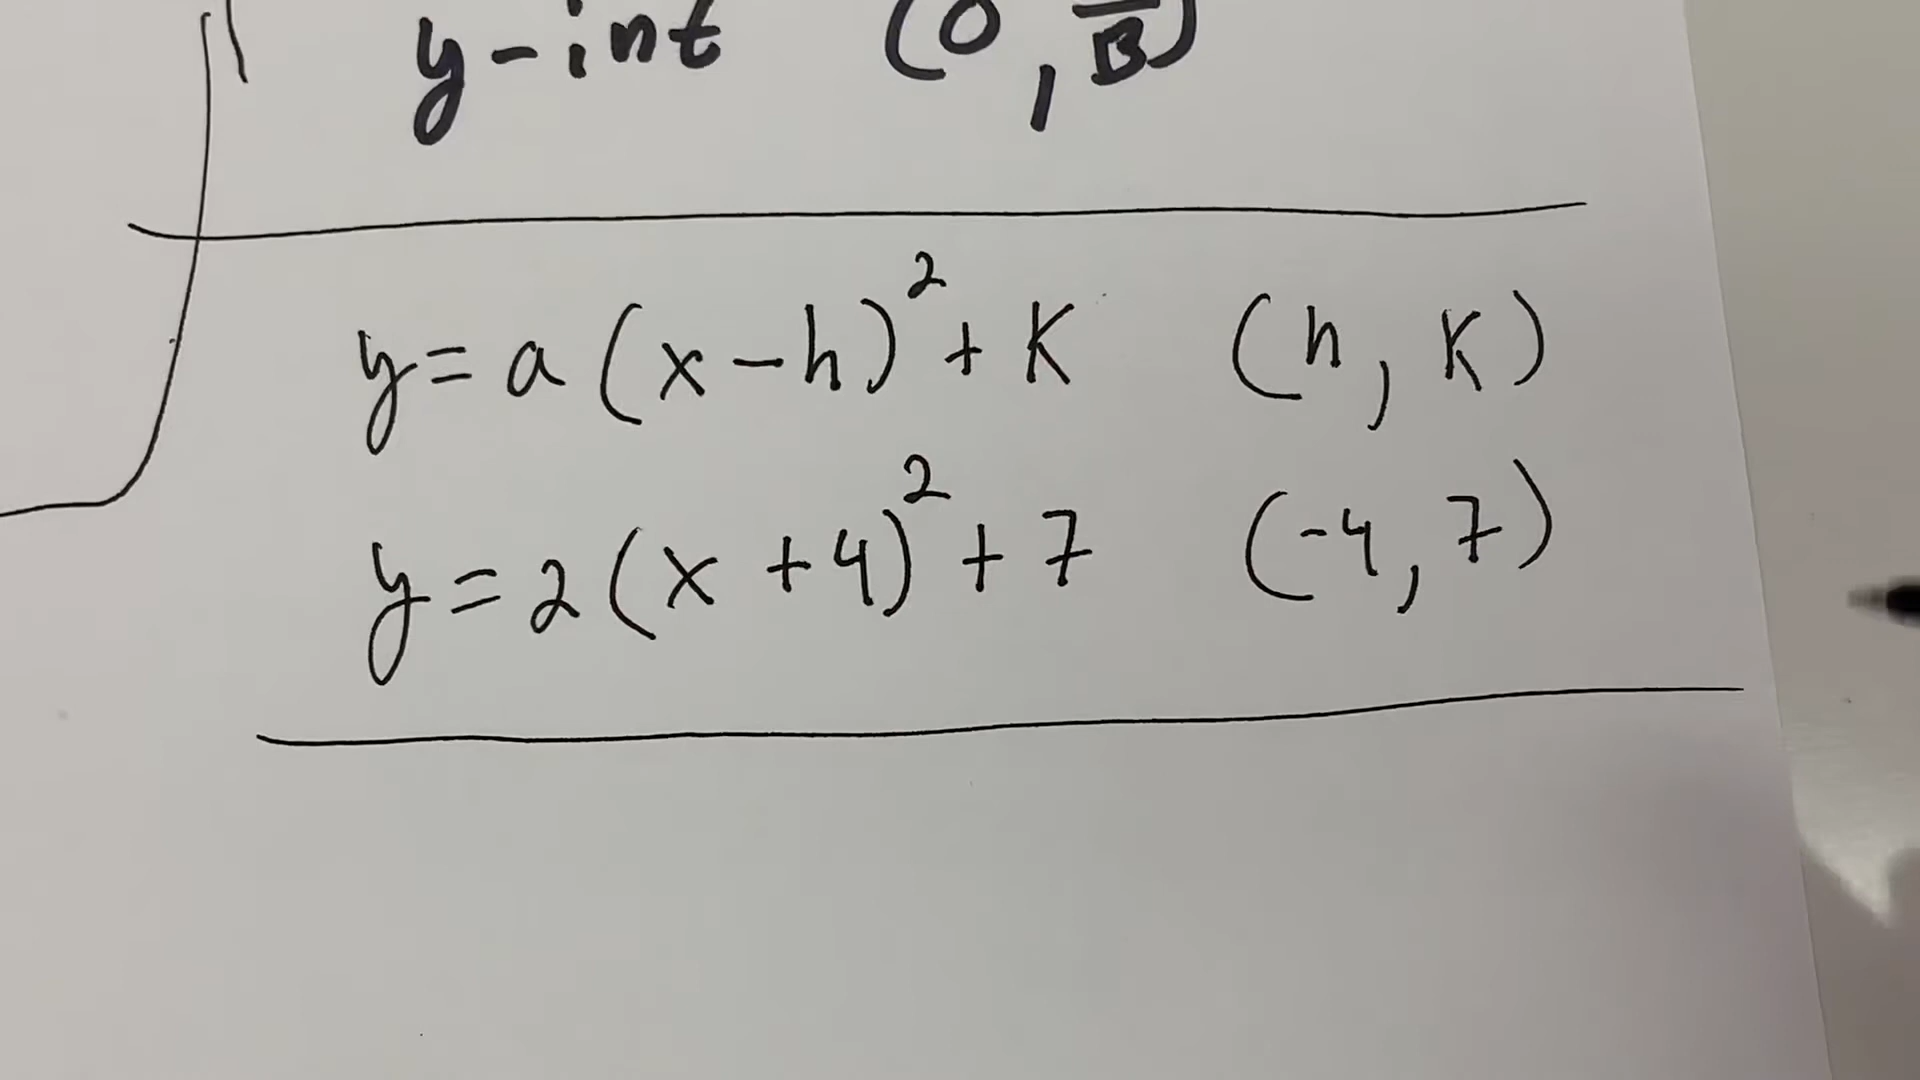 y-int (0, /B)
y = a(x-h)² + K (h, K)
y = 2(x+4)² + 7 (-4, 7)